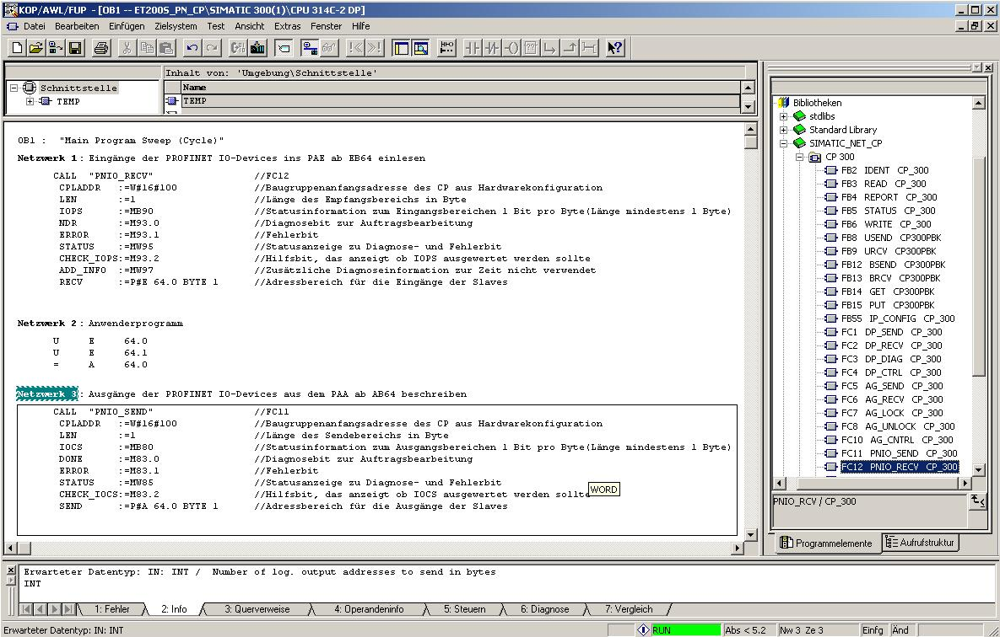 KOP/AWL/FUP - [OB1 -- ET200S_PN_CP\SIMATIC 300(1)\CPU 314C-2 DP]
Datei Bearbeiten Einfügen Zielsystem Test Ansicht Extras Fenster Hilfe
Inhalt von: 'Umgebung\Schnittstelle'
Schnittstelle
TEMP
Name
TEMP
OB1 : "Main Program Sweep (Cycle)"
Netzwerk 1: Eingänge der PROFINET IO-Devices ins PAE ab EB64 einlesen
CALL "PNIO_RECV" //FC12
CPLADDR :=W#16#100 //Baugruppenanfangsadresse des CP aus Hardwarekonfiguration
LEN :=1 //Länge des Empfangsbereichs in Byte
IOPS :=MB90 //Statusinformation zum Eingangsbereichen 1 Bit pro Byte(Länge mindestens 1 Byte)
NDR :=M93.0 //Diagnosebit zur Auftragsbearbeitung
ERROR :=M93.1 //Fehlerbit
STATUS :=MW95 //Statusanzeige zu Diagnose- und Fehlerbit
CHECK_IOPS:=M93.2 //Hilfsbit, das anzeigt ob IOPS ausgewertet werden sollte
ADD_INFO :=MW97 //Zusätzliche Diagnoseinformation zur Zeit nicht verwendet
RECV :=P#E 64.0 BYTE 1 //Adressbereich für die Eingänge der Slaves
Netzwerk 2: Anwenderprogramm
U E 64.0
U E 64.1
= A 64.0
Netzwerk 3: Ausgänge der PROFINET IO-Devices aus dem PAA ab AB64 beschreiben
CALL "PNIO_SEND" //FC11
CPLADDR :=W#16#100 //Baugruppenanfangsadresse des CP aus Hardwarekonfiguration
LEN :=1 //Länge des Sendebereichs in Byte
IOCS :=MB80 //Statusinformation zum Ausgangsbereichen 1 Bit pro Byte(Länge mindestens 1 Byte)
DONE :=M83.0 //Diagnosebit zur Auftragsbearbeitung
ERROR :=M83.1 //Fehlerbit
STATUS :=MW85 //Statusanzeige zu Diagnose- und Fehlerbit
CHECK_IOCS:=M83.2 //Hilfsbit, das anzeigt ob IOCS ausgewertet werden sollte
SEND :=P#A 64.0 BYTE 1 //Adressbereich für die Ausgänge der Slaves
WORD
Bibliotheken
stdlibs
Standard Library
SIMATIC_NET_CP
CP 300
FB2 IDENT CP_300
FB3 READ CP_300
FB4 REPORT CP_300
FB5 STATUS CP_300
FB6 WRITE CP_300
FB8 USEND CP300PBK
FB9 URCV CP300PBK
FB12 BSEND CP300PBK
FB13 BRCV CP300PBK
FB14 GET CP300PBK
FB15 PUT CP300PBK
FB55 IP_CONFIG CP_300
FC1 DP_SEND CP_300
FC2 DP_RECV CP_300
FC3 DP_DIAG CP_300
FC4 DP_CTRL CP_300
FC5 AG_SEND CP_300
FC6 AG_RECV CP_300
FC7 AG_LOCK CP_300
FC8 AG_UNLOCK CP_300
FC10 AG_CNTRL CP_300
FC11 PNIO_SEND CP_300
FC12 PNIO_RECV CP_300
PNIO_RCV / CP_300
Programmelemente Aufrufstruktur
Erwarteter Datentyp: IN: INT / Number of log. output addresses to send in bytes
INT
1: Fehler 2: Info 3: Querverweise 4: Operandeninfo 5: Steuern 6: Diagnose 7: Vergleich
Erwarteter Datentyp: IN: INT RUN Abs < 5.2 Nw 3 Ze 3 Einfg Änd